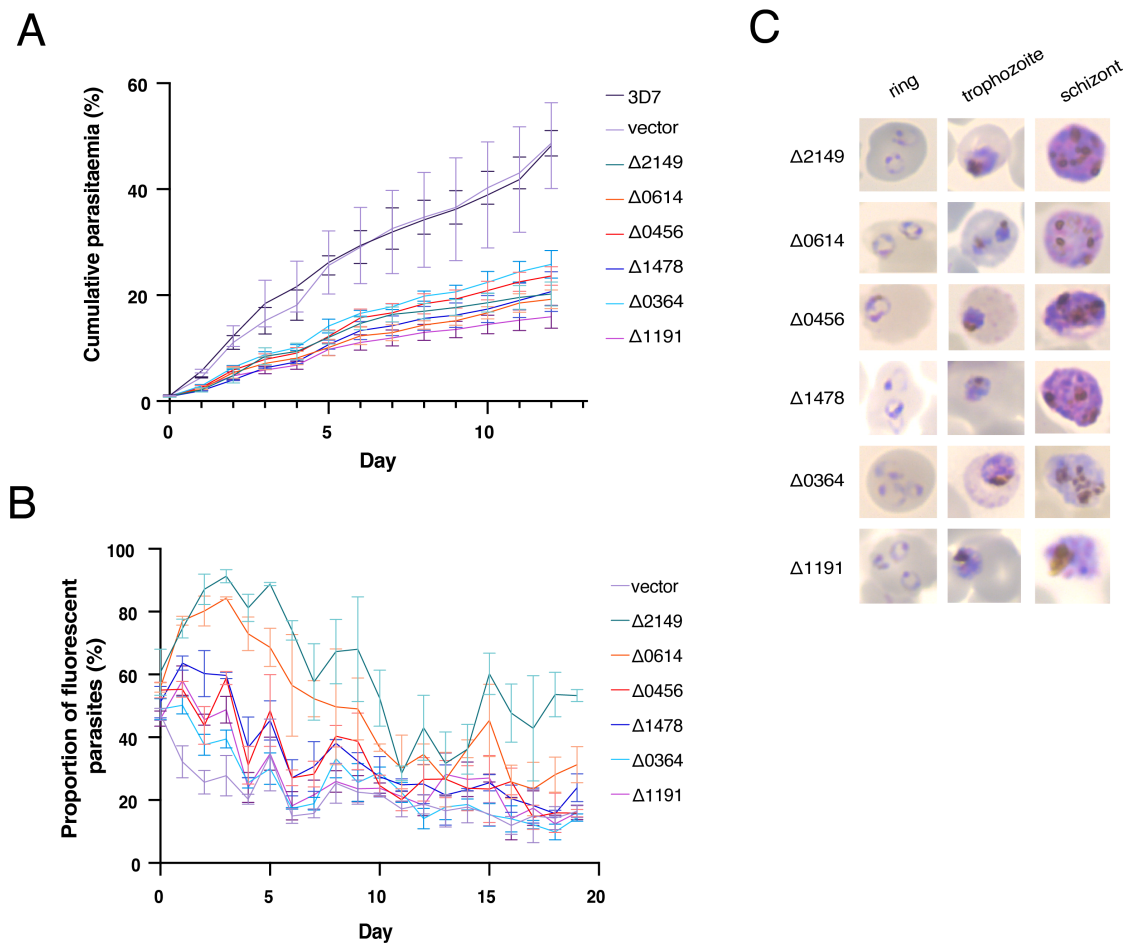 A
Cumulative parasitaemia (%)
60
40
20
0
0
5
10
Day
3D7
vector
Δ2149
Δ0614
Δ0456
Δ1478
Δ0364
Δ1191
B
Proportion of fluorescent
parasites (%)
100
80
60
40
20
0
0
5
10
15
20
Day
vector
Δ2149
Δ0614
Δ0456
Δ1478
Δ0364
Δ1191
C
ring
trophozoite
schizont
Δ2149
Δ0614
Δ0456
Δ1478
Δ0364
Δ1191